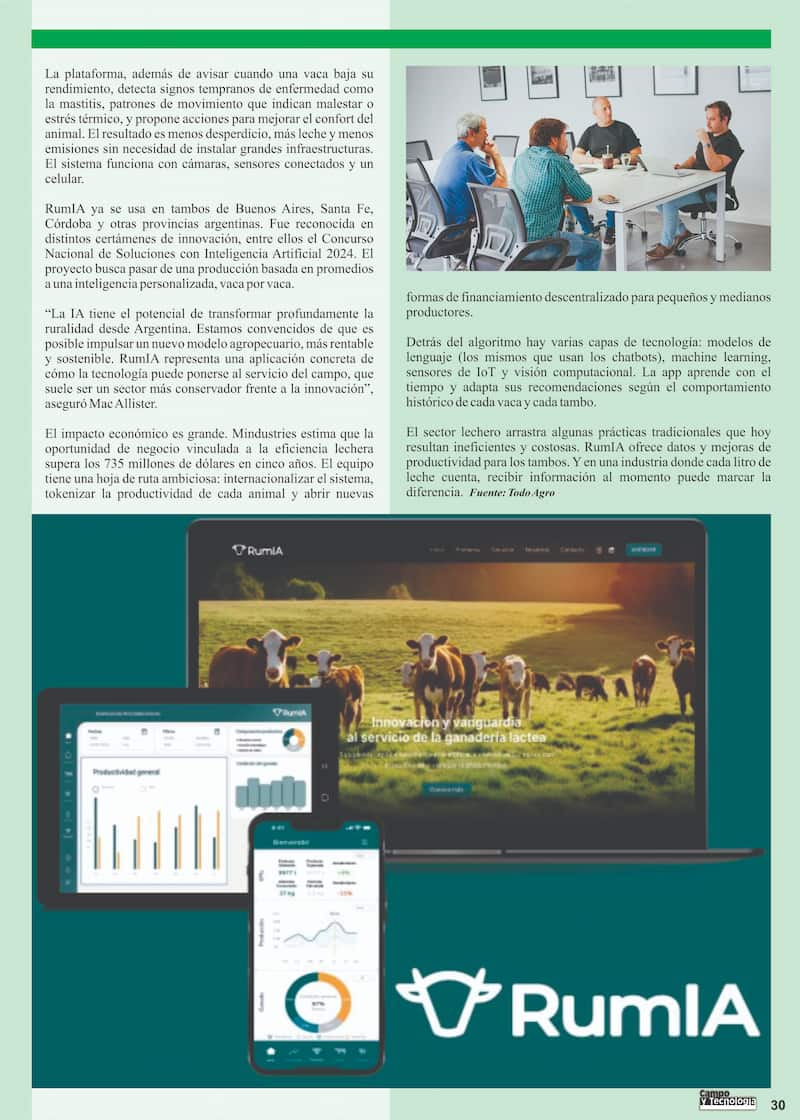 La plataforma, además de avisar cuando una vaca baja su
rendimiento, detecta signos tempranos de enfermedad como
la mastitis, patrones de movimiento que indican malestar o
estrés térmico, y propone acciones para mejorar el confort del
animal. El resultado es menos desperdicio, más leche y menos
emisiones sin necesidad de instalar grandes infraestructuras.
El sistema funciona con cámaras, sensores conectados y un
celular.
RumIA ya se usa en tambos de Buenos Aires, Santa Fe,
Córdoba y otras provincias argentinas. Fue reconocida en
distintos certámenes de innovación, entre ellos el Concurso
Nacional de Soluciones con Inteligencia Artificial 2024. El
proyecto busca pasar de una producción basada en promedios
a una inteligencia personalizada, vaca por vaca.
“La IA tiene el potencial de transformar profundamente la
ruralidad desde Argentina. Estamos convencidos de que es
posible impulsar un nuevo modelo agropecuario, más rentable
y sostenible. RumIA representa una aplicación concreta de
cómo la tecnología puede ponerse al servicio del campo, que
suele ser un sector más conservador frente a la innovación”,
aseguró Mac Allister.
El impacto económico es grande. Mindustries estima que la
oportunidad de negocio vinculada a la eficiencia lechera
supera los 735 millones de dólares en cinco años. El equipo
tiene una hoja de ruta ambiciosa: internacionalizar el sistema,
tokenizar la productividad de cada animal y abrir nuevas
formas de financiamiento descentralizado para pequeños y medianos
productores.
Detrás del algoritmo hay varias capas de tecnología: modelos de
lenguaje (los mismos que usan los chatbots), machine learning,
sensores de IoT y visión computacional. La app aprende con el
tiempo y adapta sus recomendaciones según el comportamiento
histórico de cada vaca y cada tambo.
El sector lechero arrastra algunas prácticas tradicionales que hoy
resultan ineficientes y costosas. RumIA ofrece datos y mejoras de
productividad para los tambos. Y en una industria donde cada litro de
leche cuenta, recibir información al momento puede marcar la
diferencia. Fuente: Todo Agro
RumIA
Nosotros Contacto
Innovación y vanguardia
al servicio de la ganadería láctea
RumIA
Productividad general
Bienvenido
9977 L
37 kg
-10%
Producción
Ganado
97%
RumIA
Campo
y Tecnología
30